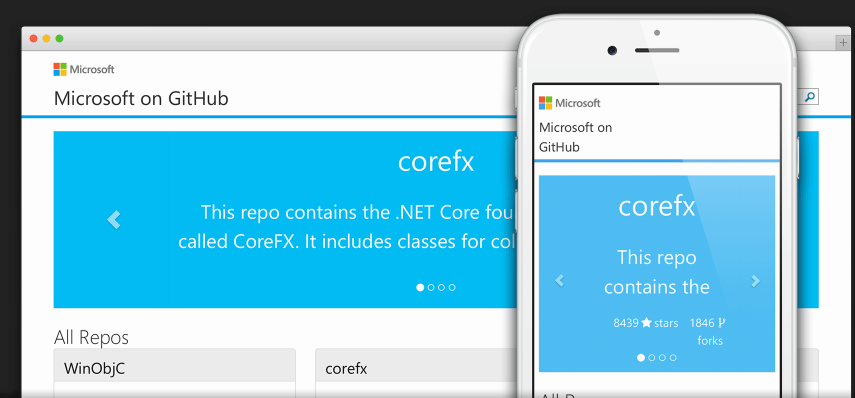 Microsoft
Microsoft on GitHub
corefx
This repo contains the .NET Core fou
called CoreFX. It includes classes for col
All Repos
WinObjC
corefx
Microsoft
Microsoft on
GitHub
corefx
This repo
contains the
8439 stars 1846
forks